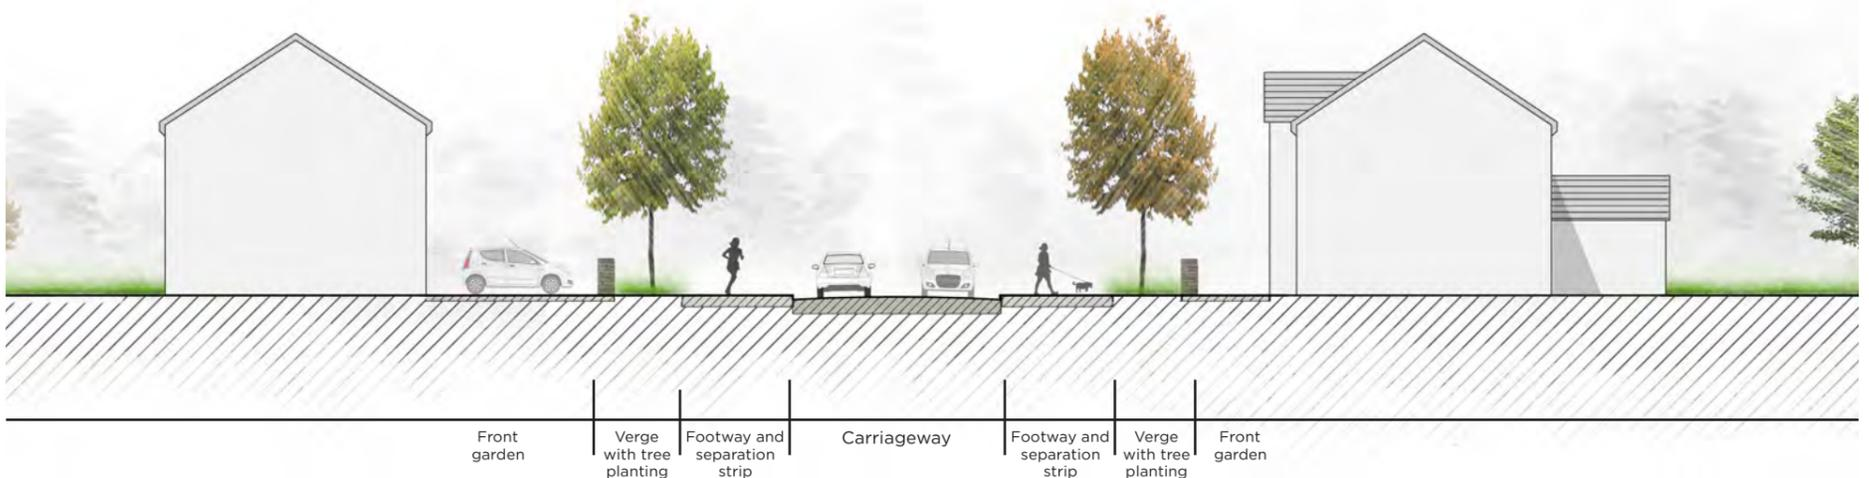 Front
garden
Verge
with tree
planting
Footway and
separation
strip
Carriageway
Footway and
separation
strip
Verge
with tree
planting
Front
garden